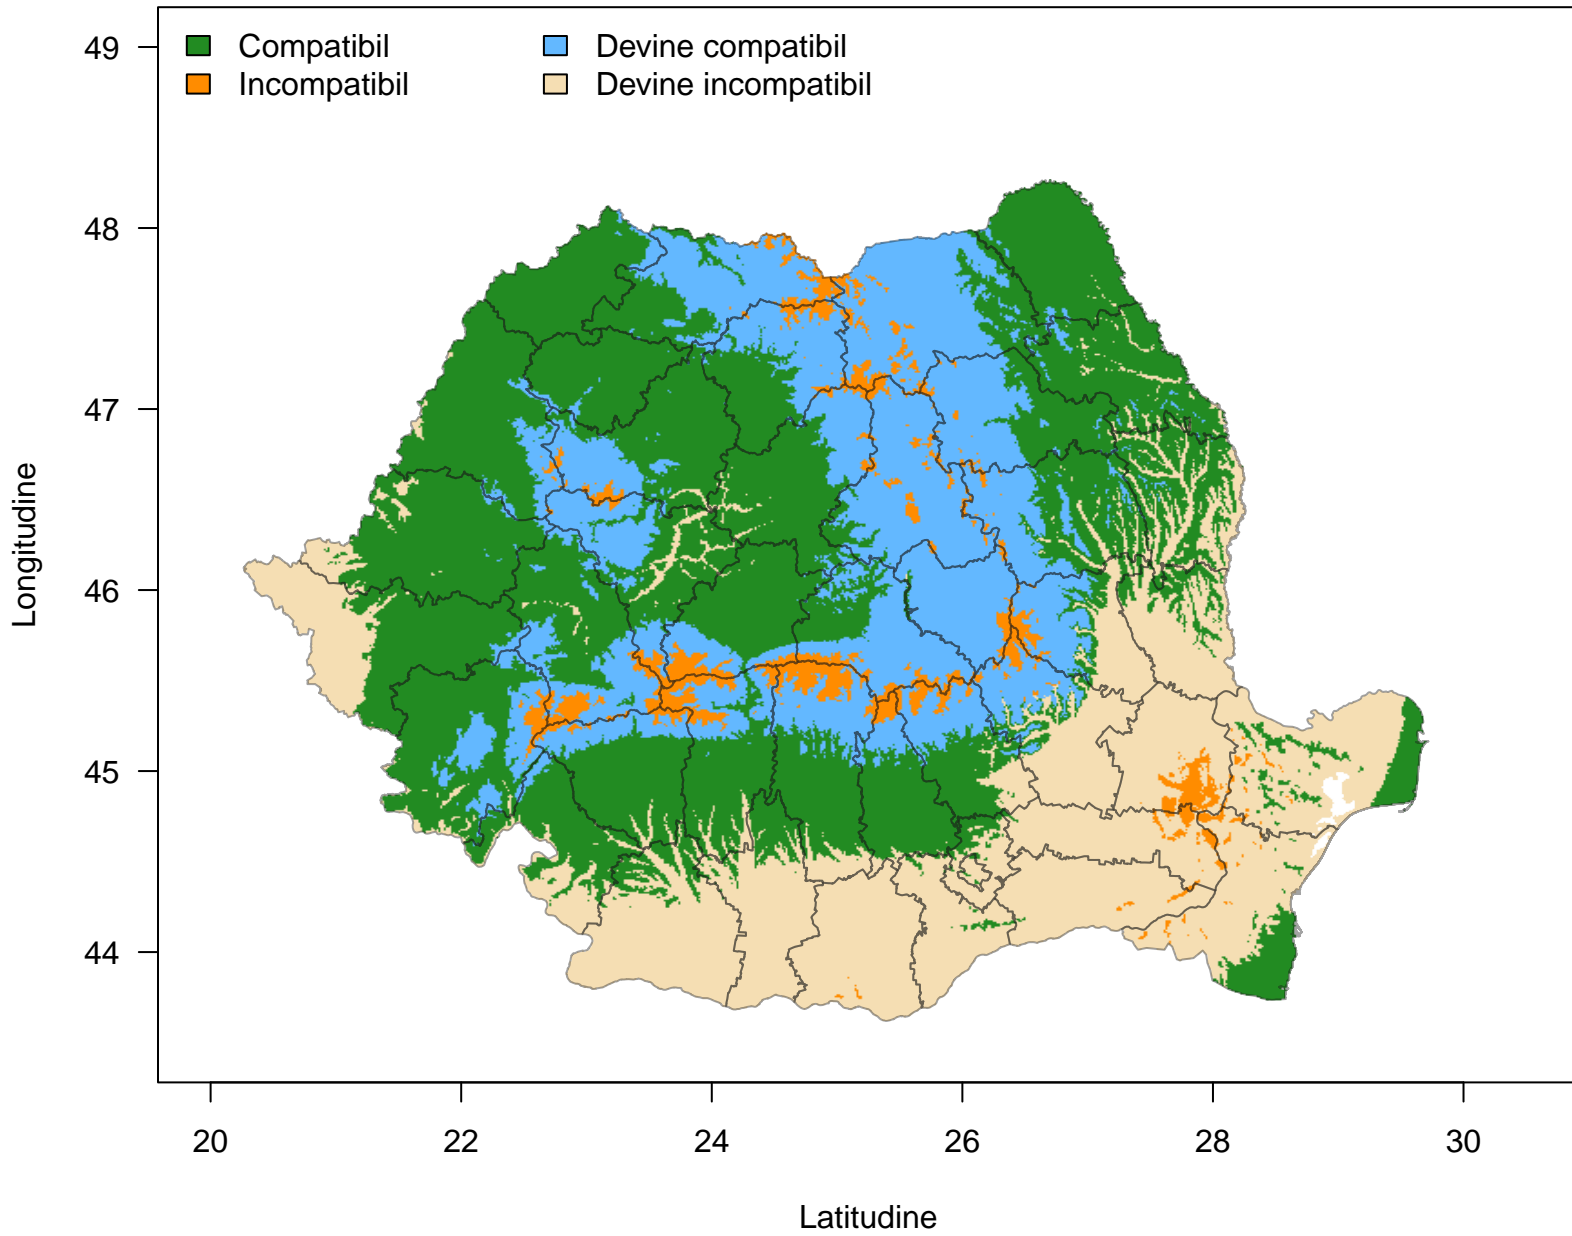 Compatibil
Incompatibil
Devine compatibil
Devine incompatibil
49
48
47
46
45
44
Longitudine
20 22 24 26 28 30
Latitudine